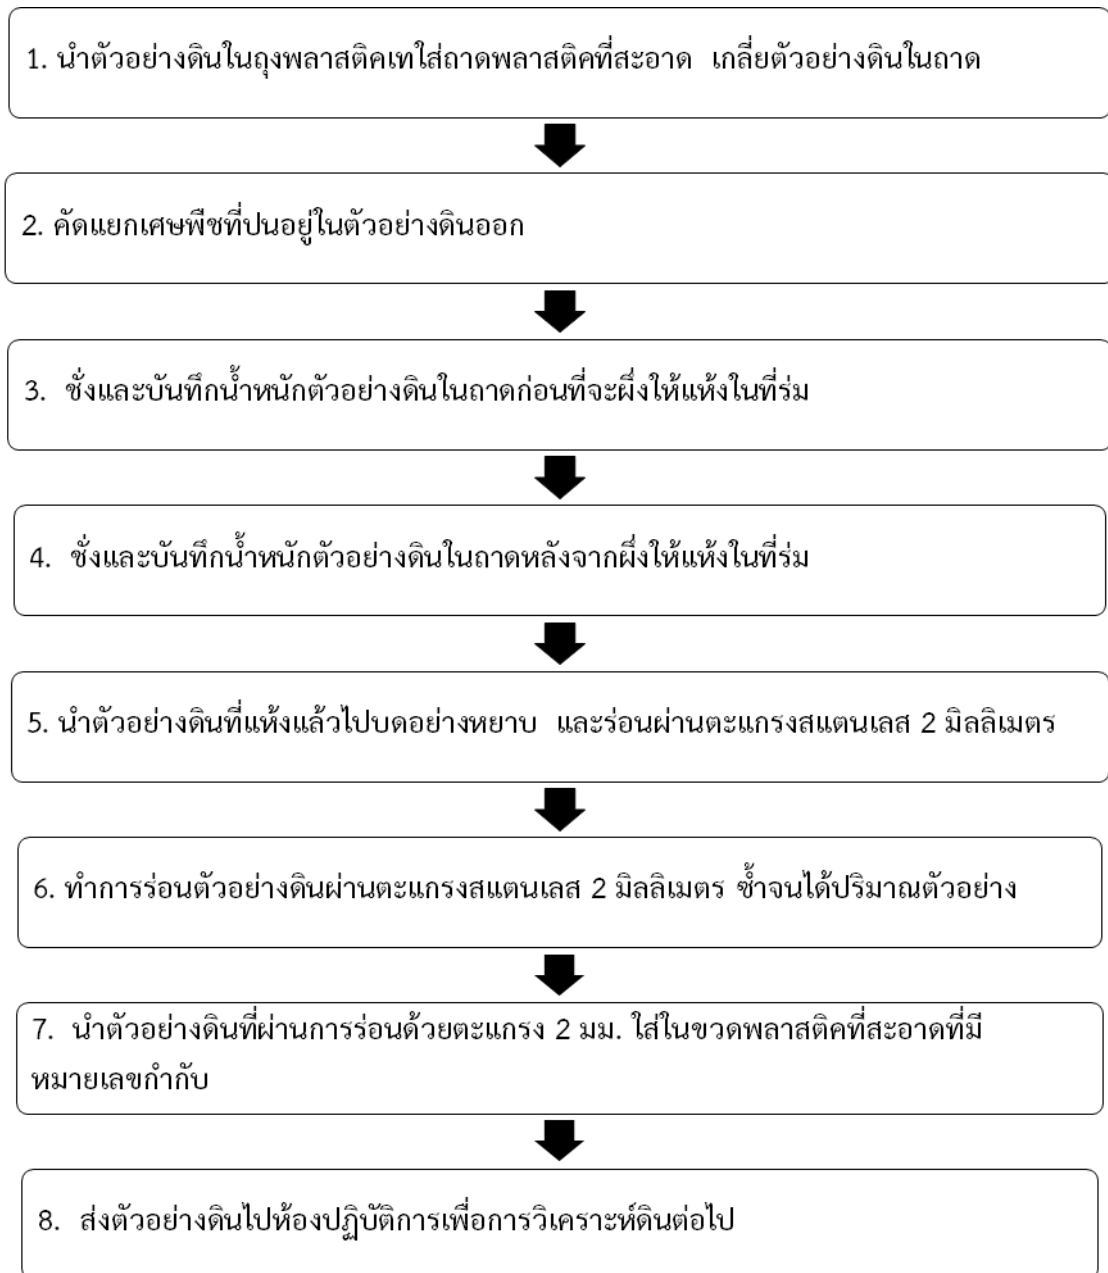 1. นำตัวอย่างดินในถุงพลาสติคเทใส่ถาดพลาสติคที่สะอาด เกลี่ยตัวอย่างดินในถาด
2. คัดแยกเศษพืชที่ปนอยู่ในตัวอย่างดินออก
3. ชั่งและบันทึกน้ำหนักตัวอย่างดินในถาดก่อนที่จะผึ่งให้แห้งในที่ร่ม
4. ชั่งและบันทึกน้ำหนักตัวอย่างดินในถาดหลังจากผึ่งให้แห้งในที่ร่ม
5. นำตัวอย่างดินที่แห้งแล้วไปบดอย่างหยาบ และร่อนผ่านตะแกรงสแตนเลส 2 มิลลิเมตร
6. ทำการร่อนตัวอย่างดินผ่านตะแกรงสแตนเลส 2 มิลลิเมตร ซ้ำจนได้ปริมาณตัวอย่าง
7. นำตัวอย่างดินที่ผ่านการร่อนด้วยตะแกรง 2 มม. ใส่ในขวดพลาสติคที่สะอาดที่มี
หมายเลขกำกับ
8. ส่งตัวอย่างดินไปห้องปฏิบัติการเพื่อการวิเคราะห์ดินต่อไป